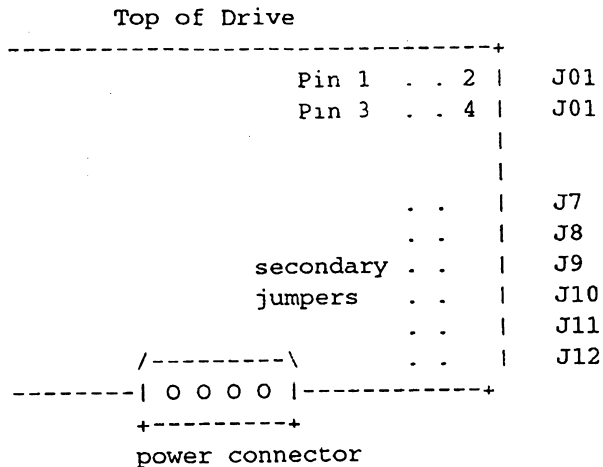 Top of Drive
Pin 1 . . 2 | J01
Pin 3 . . 4 | J01
. . | J7
. . | J8
secondary . . | J9
jumpers . . | J10
. . | J11
/---------\ . . | J12
--------| O O O O |------------+
+---------+
power connector